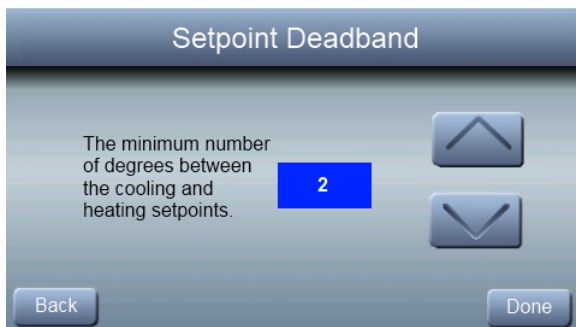 Setpoint Deadband
The minimum number
of degrees between
the cooling and
heating setpoints.
2
Back
Done